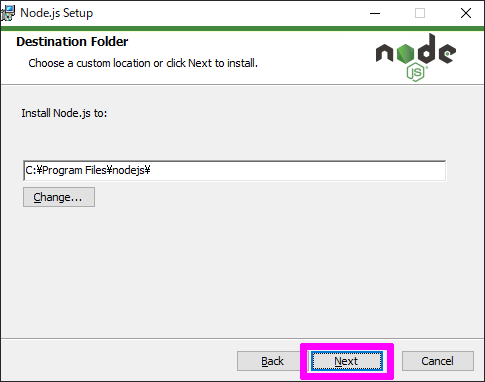 Node.js Setup
Destination Folder
Choose a custom location or click Next to install.
node
JS
Install Node.js to:
C:¥Program Files¥nodejs¥
Change...
Back
Next
Cancel